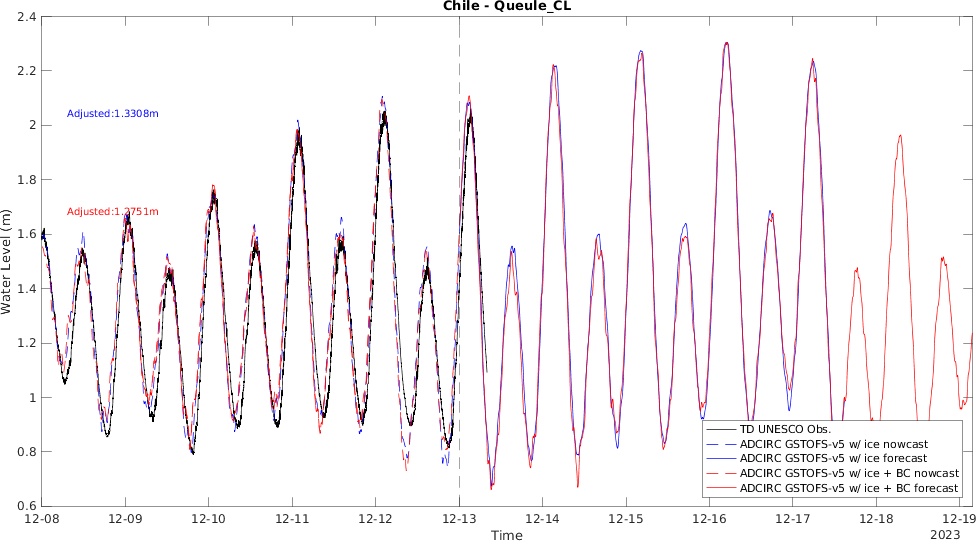 Chile - Queule_CL
2.4
2.2
2
1.8
1.6
1.4
1.2
1
0.8
0.6
Water Level (m)
Adjusted:1.3308m
Adjusted:1.2751m
TD UNESCO Obs.
ADCIRC GSTOFS-v5 w/ ice nowcast
ADCIRC GSTOFS-v5 w/ ice forecast
ADCIRC GSTOFS-v5 w/ ice + BC nowcast
ADCIRC GSTOFS-v5 w/ ice + BC forecast
12-08 12-09 12-10 12-11 12-12 12-13 12-14 12-15 12-16 12-17 12-18 12-19
Time
2023